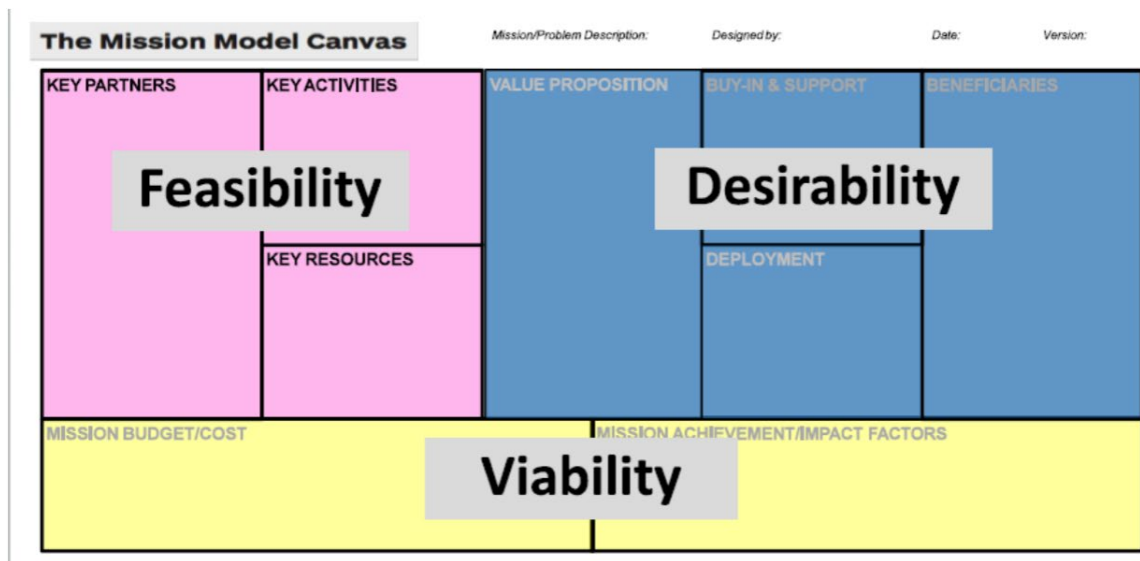 The Mission Model Canvas
Mission/Problem Description:
Designed by:
Date:
Version:
KEY PARTNERS
KEY ACTIVITIES
VALUE PROPOSITION
BUY-IN & SUPPORT
BENEFICIARIES
Feasibility
Desirability
KEY RESOURCES
DEPLOYMENT
MISSION BUDGET/COST
MISSION ACHIEVEMENT/IMPACT FACTORS
Viability